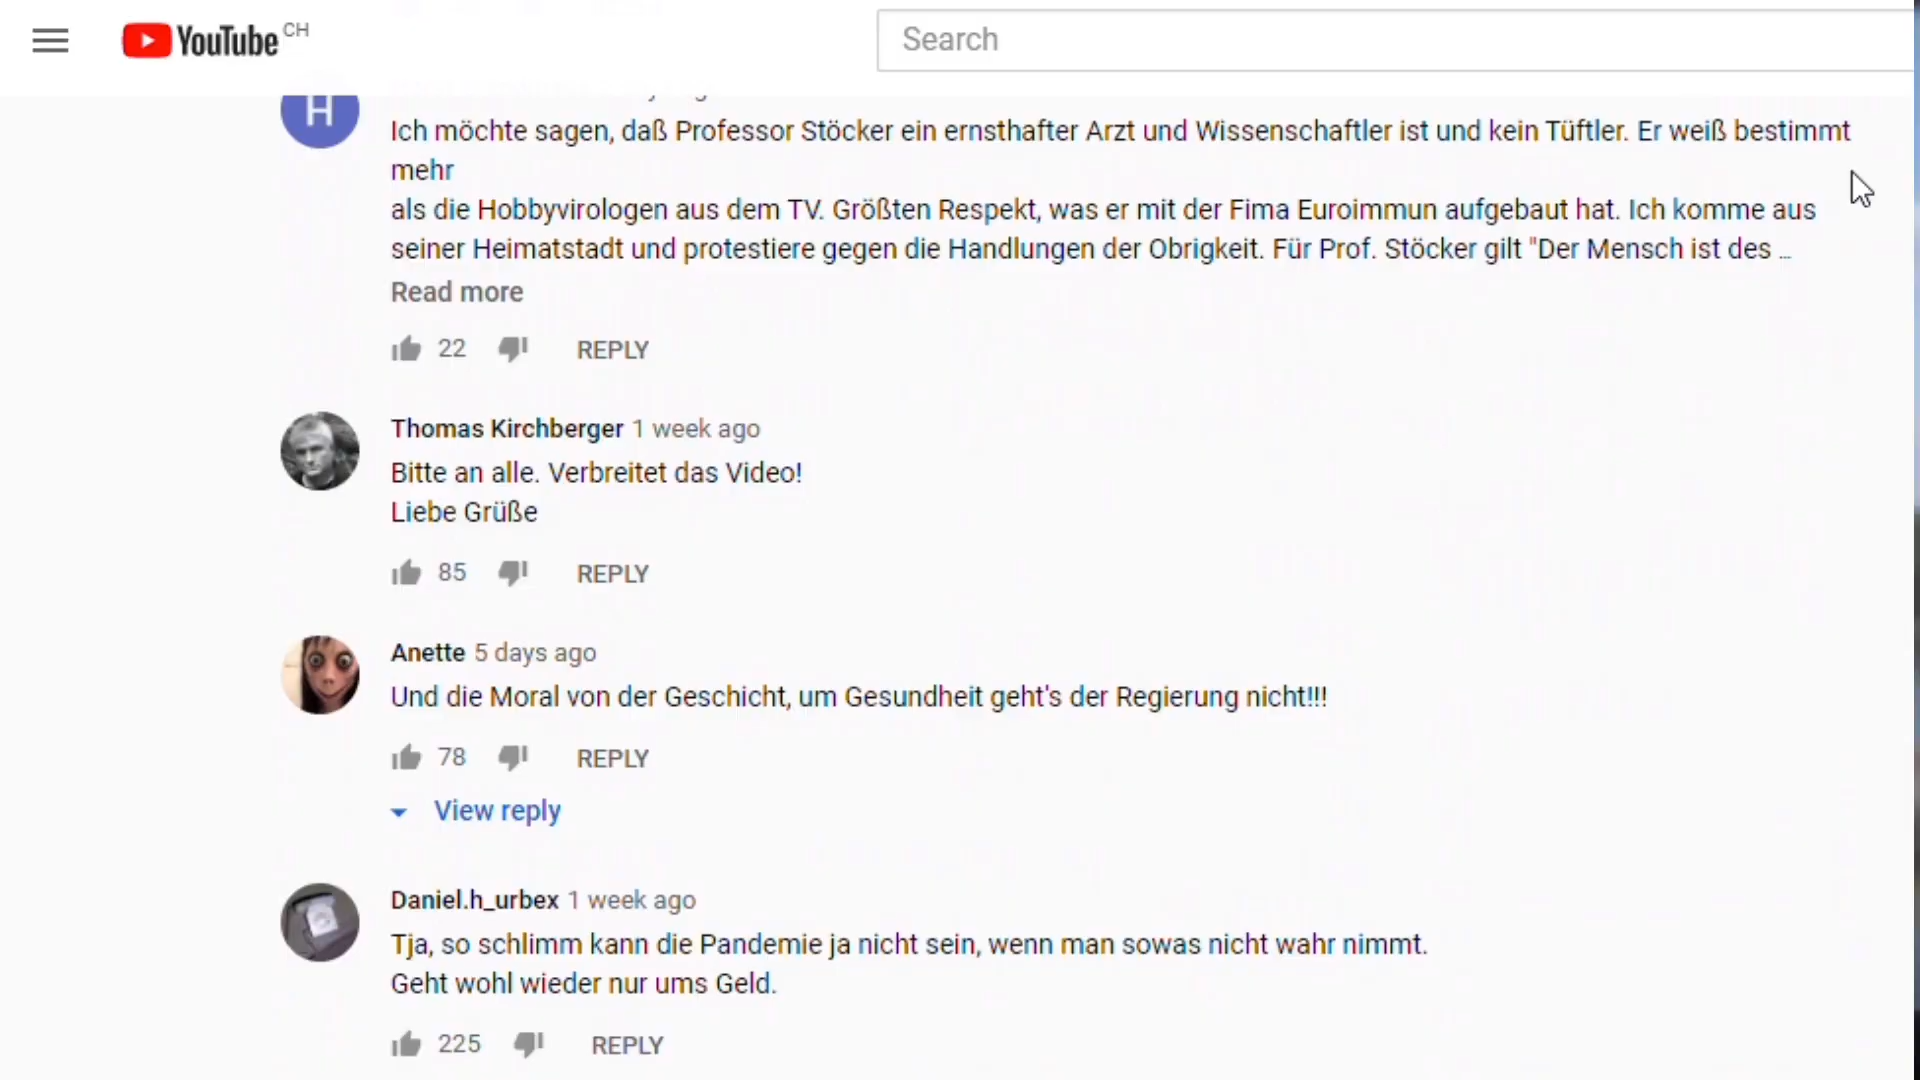 YouTube CH
Search
H
Ich möchte sagen, daß Professor Stöcker ein ernsthafter Arzt und Wissenschaftler ist und kein Tüftler. Er weiß bestimmt
mehr
als die Hobbyvirologen aus dem TV. Größten Respekt, was er mit der Fima Euroimmun aufgebaut hat. Ich komme aus
seiner Heimatstadt und protestiere gegen die Handlungen der Obrigkeit. Für Prof. Stöcker gilt "Der Mensch ist des ...
Read more
22 REPLY
Thomas Kirchberger 1 week ago
Bitte an alle. Verbreitet das Video!
Liebe Grüße
85 REPLY
Anette 5 days ago
Und die Moral von der Geschicht, um Gesundheit geht's der Regierung nicht!!!
78 REPLY
View reply
Daniel.h_urbex 1 week ago
Tja, so schlimm kann die Pandemie ja nicht sein, wenn man sowas nicht wahr nimmt.
Geht wohl wieder nur ums Geld.
225 REPLY